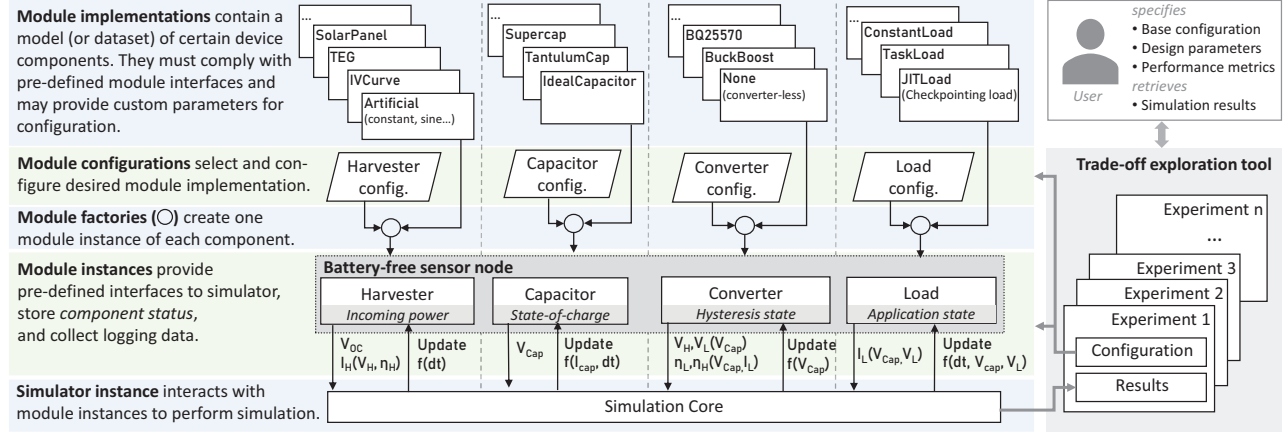 Module implementations contain a
model (or dataset) of certain device
components. They must comply with
pre-defined module interfaces and
may provide custom parameters for
configuration.
...
SolarPanel
TEG
IVCurve
Artificial
(constant, sine...)
...
Supercap
TantulumCap
IdealCapacitor
...
BQ25570
BuckBoost
None
(converter-less)
...
ConstantLoad
TaskLoad
JITLoad
(Checkpointing load)
Module configurations select and con-
figure desired module implementation.
Harvester
config.
Capacitor
config.
Converter
config.
Load
config.
Module factories (○) create one
module instance of each component.
Module instances provide
pre-defined interfaces to simulator,
store component status,
and collect logging data.
Battery-free sensor node
Harvester
Incoming power
Capacitor
State-of-charge
Converter
Hysteresis state
Load
Application state
V_OC
I_H(V_H, η_H)
Update
f(dt)
V_Cap
Update
f(I_cap, dt)
V_H,V_L(V_Cap)
η_L,η_H(V_Cap,I_L)
Update
f(V_Cap)
I_L(V_Cap,V_L)
Update
f(dt, V_cap, V_L)
Simulator instance interacts with
module instances to perform simulation.
Simulation Core
User
specifies
• Base configuration
• Design parameters
• Performance metrics
retrieves
• Simulation results
Trade-off exploration tool
Experiment n
...
Experiment 3
Experiment 2
Experiment 1
Configuration
Results